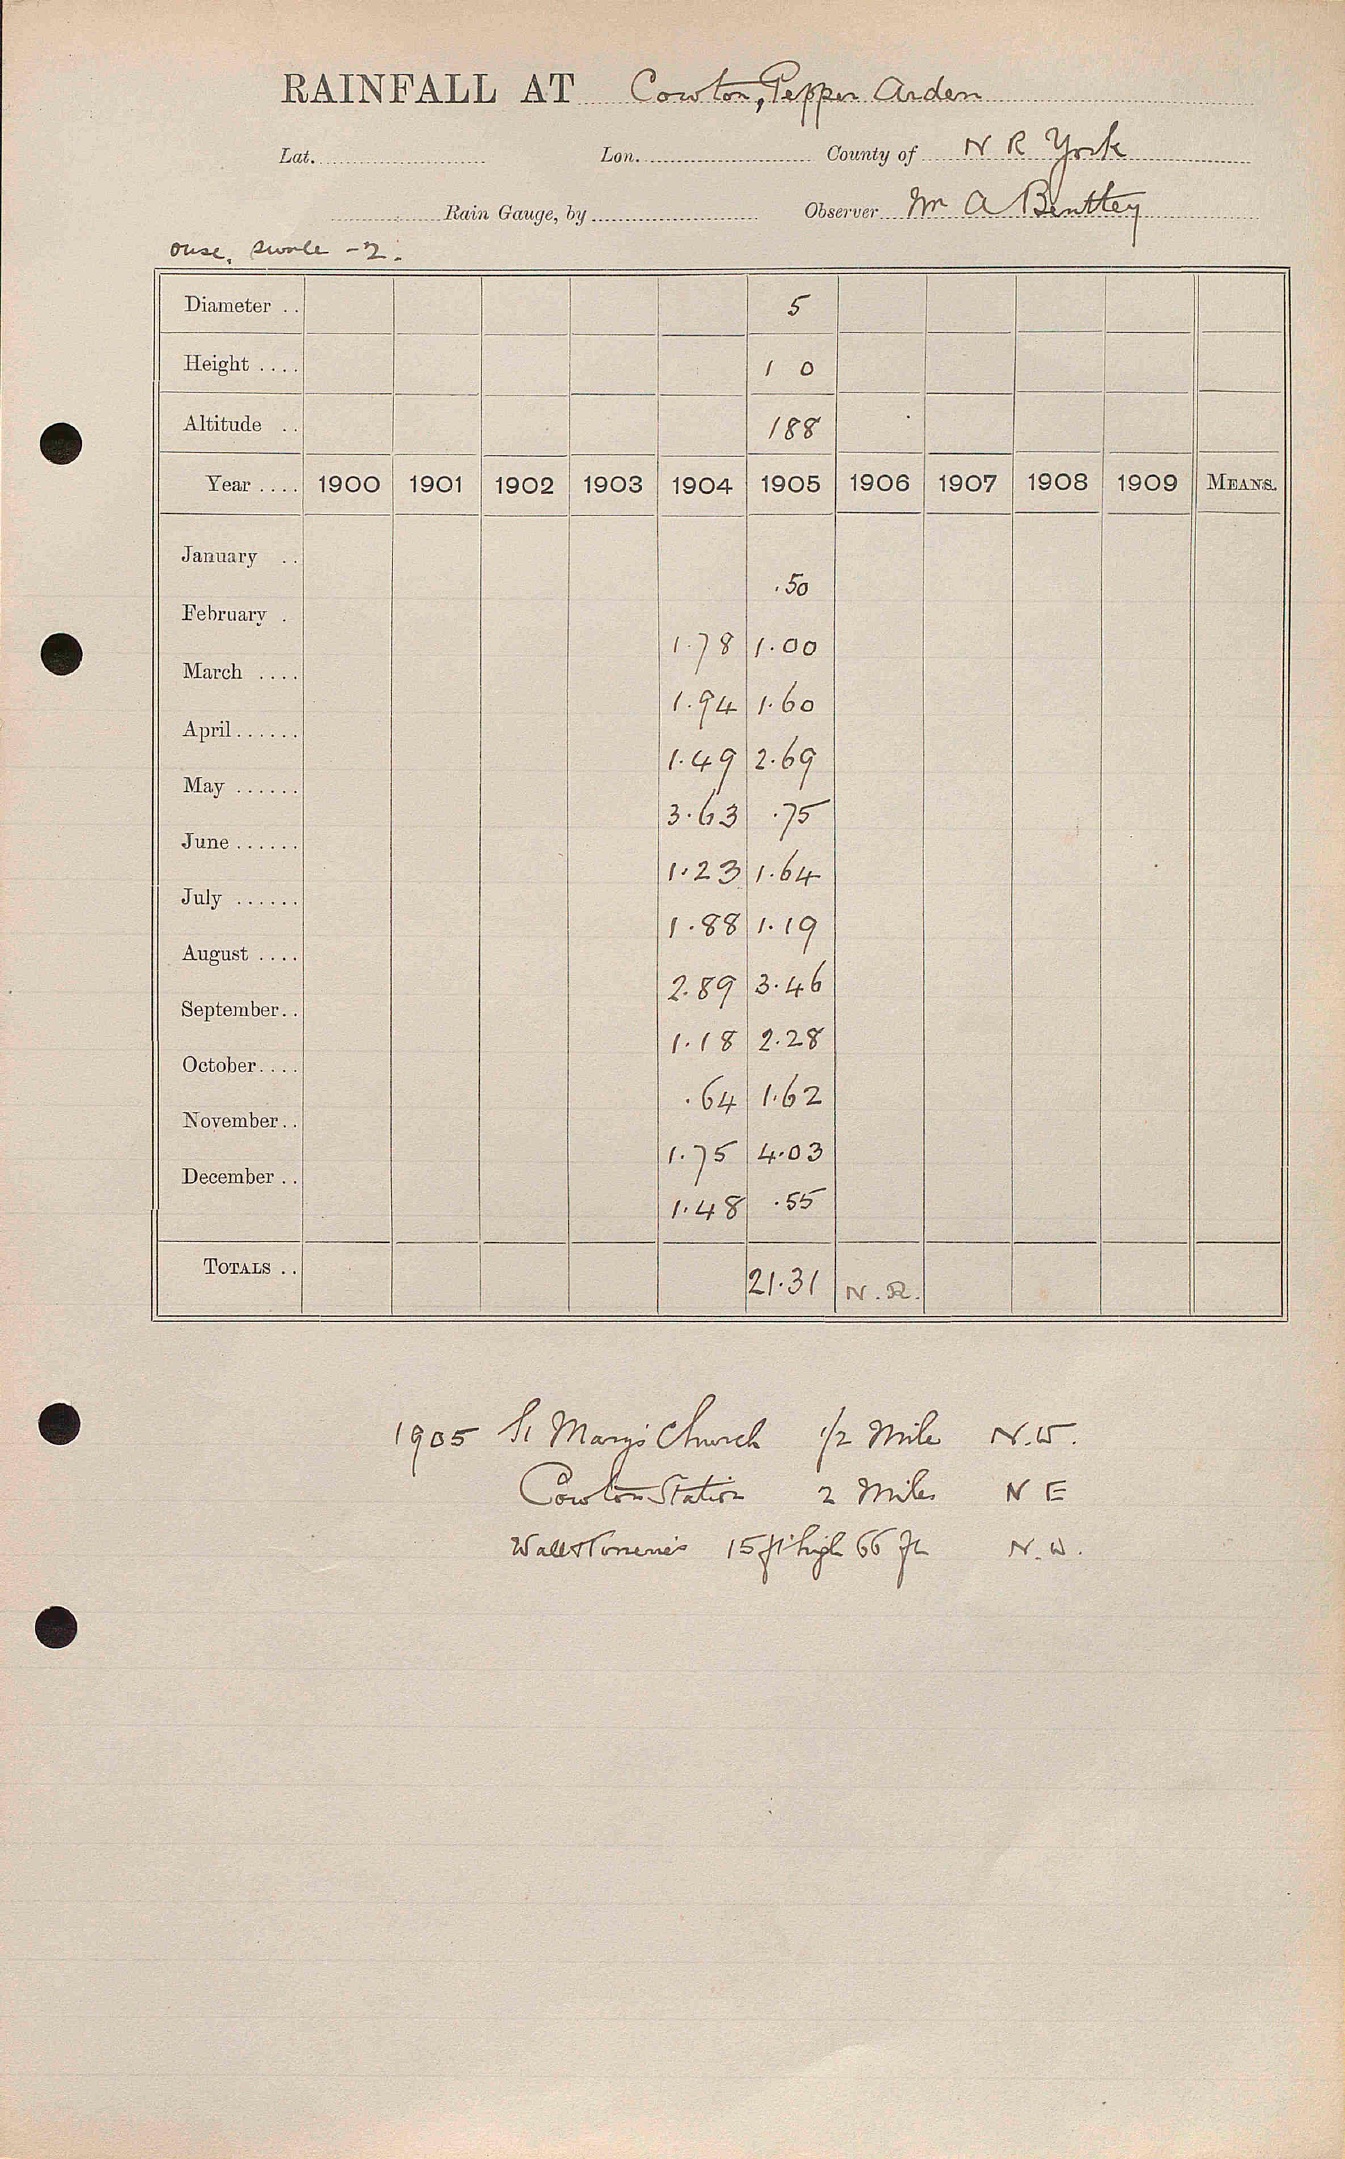 RAINFALL AT Cowton, Pepper Arden
Lat. Lon. County of N R York
Rain Gauge, by Observer Mr A Benttey
Ouse, Swale - 2.
Diameter .. 5
Height .... 1 0
Altitude .. 188
Year .... 1900 1901 1902 1903 1904 1905 1906 1907 1908 1909 MEANS.
January .. .50
February . 1.78 1.00
March .... 1.94 1.60
April...... 1.49 2.69
May ...... 3.63 .75
June...... 1.23 1.64
July ...... 1.88 1.19
August .... 2.89 3.46
September.. 1.18 2.28
October.... .64 1.62
November.. 1.75 4.03
December .. 1.48 .55
TOTALS .. 21.31 N.R.
1905 St Mary's Church 1/2 Mile N.W.
Cowton Station 2 Miles N E
Wall 15 ft high 66 ft N.W.